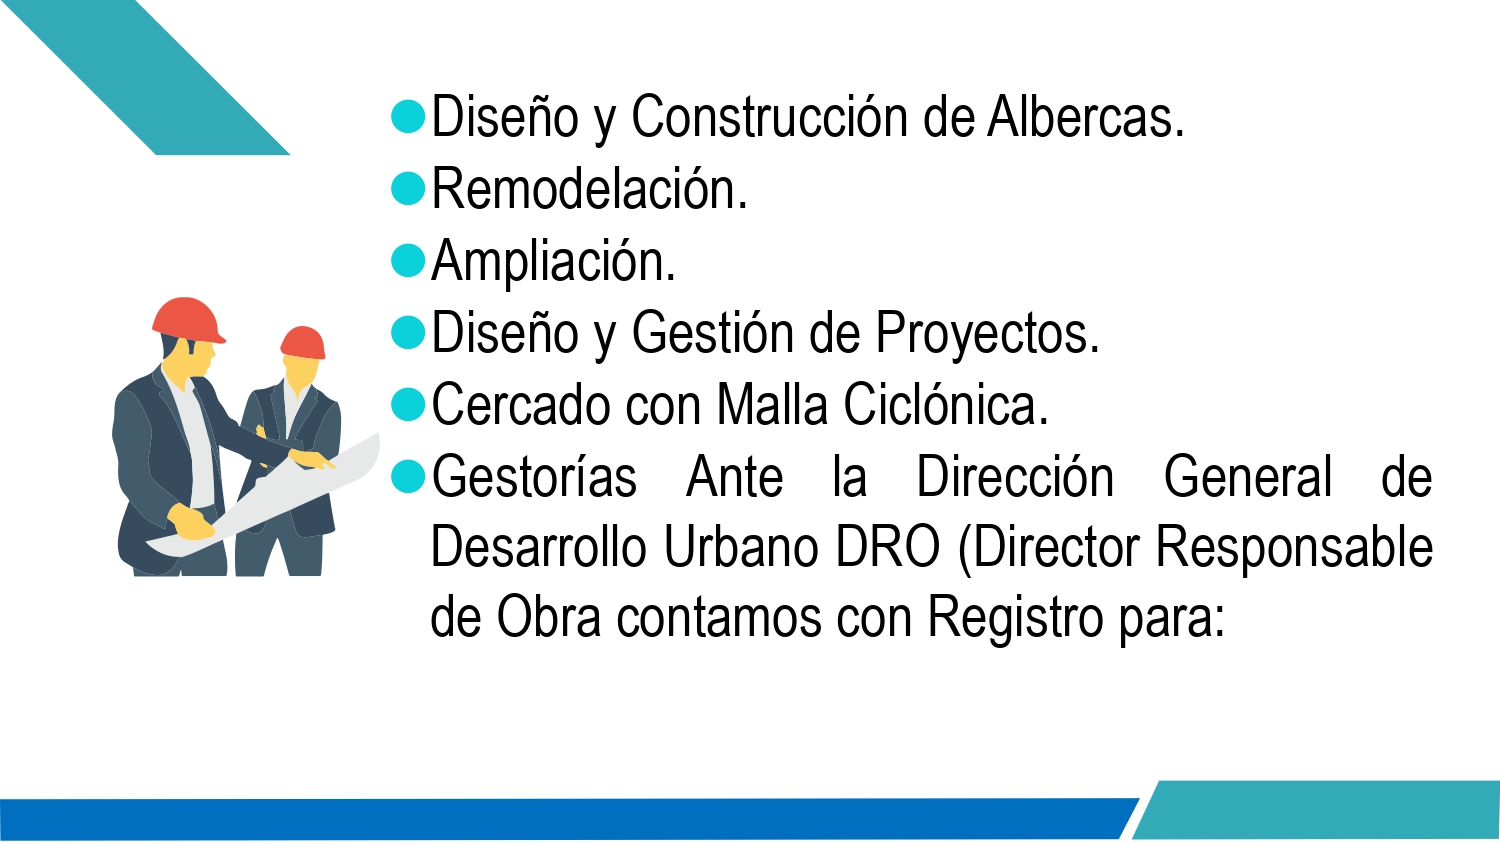 Diseño y Construcción de Albercas.
Remodelación.
Ampliación.
Diseño y Gestión de Proyectos.
Cercado con Malla Ciclónica.
Gestorías Ante la Dirección General de
Desarrollo Urbano DRO (Director Responsable
de Obra contamos con Registro para: